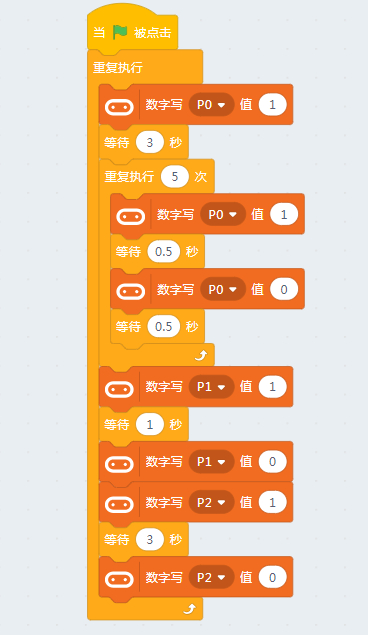 当 被点击
重复执行
数字写 P0 值 1
等待 3 秒
重复执行 5 次
数字写 P0 值 1
等待 0.5 秒
数字写 P0 值 0
等待 0.5 秒
数字写 P1 值 1
等待 1 秒
数字写 P1 值 0
数字写 P2 值 1
等待 3 秒
数字写 P2 值 0